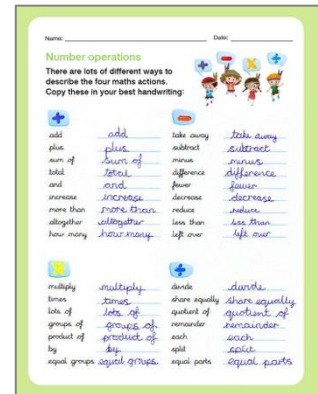 Name: Date:
Number operations
There are lots of different ways to
describe the four maths actions.
Copy these in your best handwriting:
+
add add
plus plus
sum of sum of
total total
and and
increase increase
more than more than
altogether altogether
how many how many
−
take away take away
subtract subtract
minus minus
difference difference
fewer fewer
decrease decrease
reduce reduce
less than less than
left over left over
×
multiply multiply
times times
lots of lots of
groups of groups of
product of product of
by by
equal groups equal groups
÷
divide divide
share equally share equally
quotient of quotient of
remainder remainder
each each
split split
equal parts equal parts